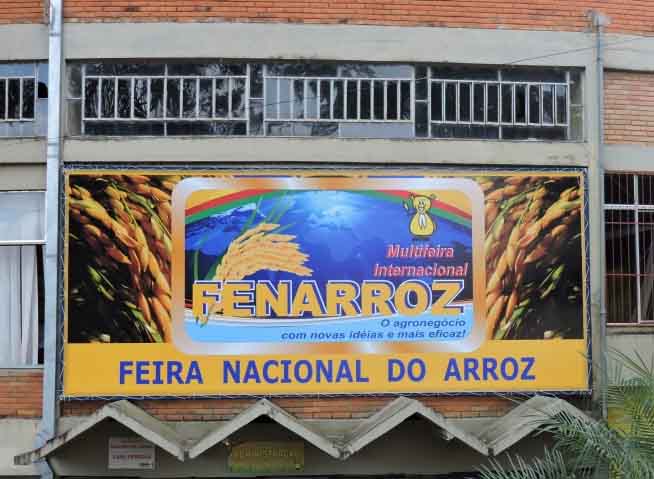 Multifeira
Internacional
FENARROZ
O agronegócio
com novas idéias e mais eficaz!
FEIRA NACIONAL DO ARROZ